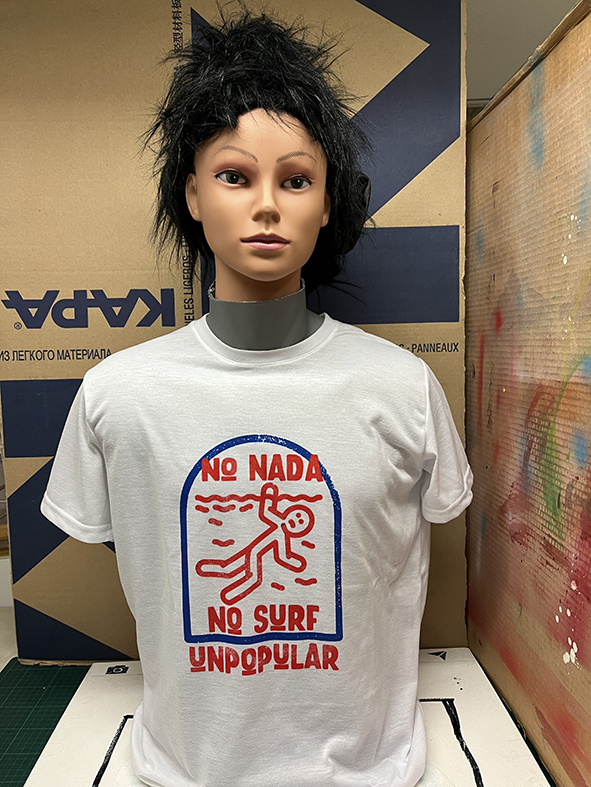 KAPA®
ИЗ ЛЕГКОГО МАТЕРИАЛА
PANNEAUX
No NADA
No SURF
UNPOPULAR